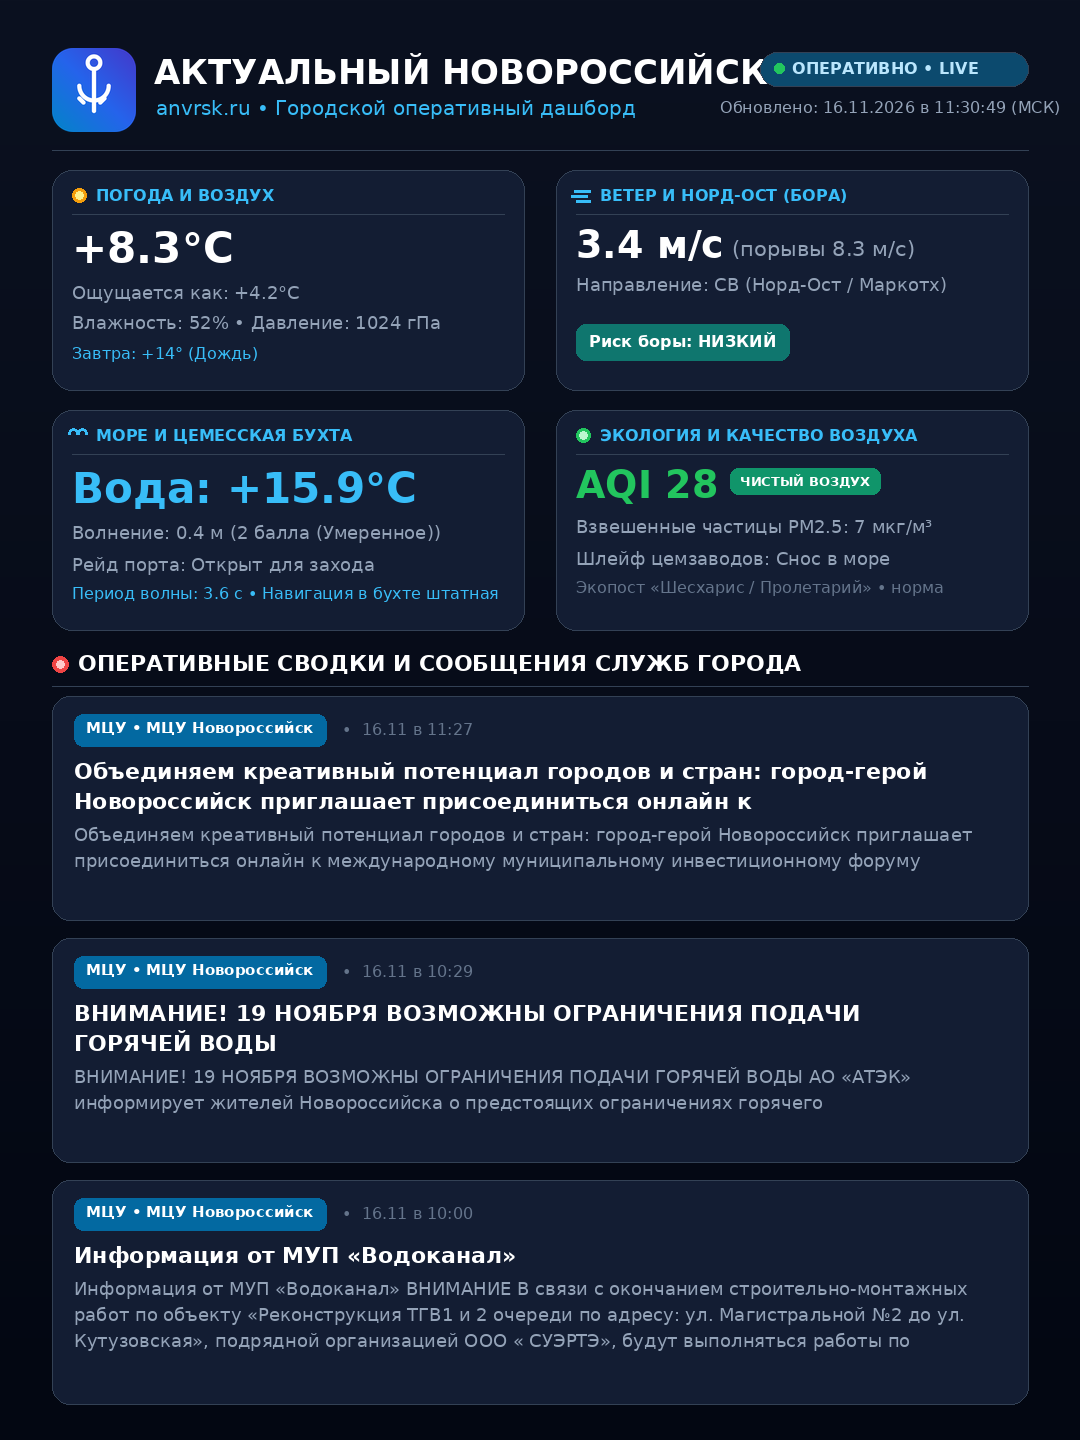 АКТУАЛЬНЫЙ НОВОРОССИЙСК
ОПЕРАТИВНО • LIVE
anvrsk.ru • Городской оперативный дашборд
Обновлено: 16.11.2026 в 11:30:49 (МСК)
ПОГОДА И ВОЗДУХ
+8.3°C
Ощущается как: +4.2°C
Влажность: 52% • Давление: 1024 гПа
Завтра: +14° (Дождь)
ВЕТЕР И НОРД-ОСТ (БОРА)
3.4 м/с (порывы 8.3 м/с)
Направление: СВ (Норд-Ост / Маркотх)
Риск боры: НИЗКИЙ
МОРЕ И ЦЕМЕССКАЯ БУХТА
Вода: +15.9°C
Волнение: 0.4 м (2 балла (Умеренное))
Рейд порта: Открыт для захода
Период волны: 3.6 с • Навигация в бухте штатная
ЭКОЛОГИЯ И КАЧЕСТВО ВОЗДУХА
AQI 28 ЧИСТЫЙ ВОЗДУХ
Взвешенные частицы PM2.5: 7 мкг/м³
Шлейф цемзаводов: Снос в море
Экопост «Шесхарис / Пролетарий» • норма
ОПЕРАТИВНЫЕ СВОДКИ И СООБЩЕНИЯ СЛУЖБ ГОРОДА
МЦУ • МЦУ Новороссийск • 16.11 в 11:27
Объединяем креативный потенциал городов и стран: город-герой
Новороссийск приглашает присоединиться онлайн к
Объединяем креативный потенциал городов и стран: город-герой Новороссийск приглашает
присоединиться онлайн к международному муниципальному инвестиционному форуму
МЦУ • МЦУ Новороссийск • 16.11 в 10:29
ВНИМАНИЕ! 19 НОЯБРЯ ВОЗМОЖНЫ ОГРАНИЧЕНИЯ ПОДАЧИ
ГОРЯЧЕЙ ВОДЫ
ВНИМАНИЕ! 19 НОЯБРЯ ВОЗМОЖНЫ ОГРАНИЧЕНИЯ ПОДАЧИ ГОРЯЧЕЙ ВОДЫ АО «АТЭК»
информирует жителей Новороссийска о предстоящих ограничениях горячего
МЦУ • МЦУ Новороссийск • 16.11 в 10:00
Информация от МУП «Водоканал»
Информация от МУП «Водоканал» ВНИМАНИЕ В связи с окончанием строительно-монтажных
работ по объекту «Реконструкция ТГВ1 и 2 очереди по адресу: ул. Магистральной №2 до ул.
Кутузовская», подрядной организацией ООО « СУЭРТЭ», будут выполняться работы по